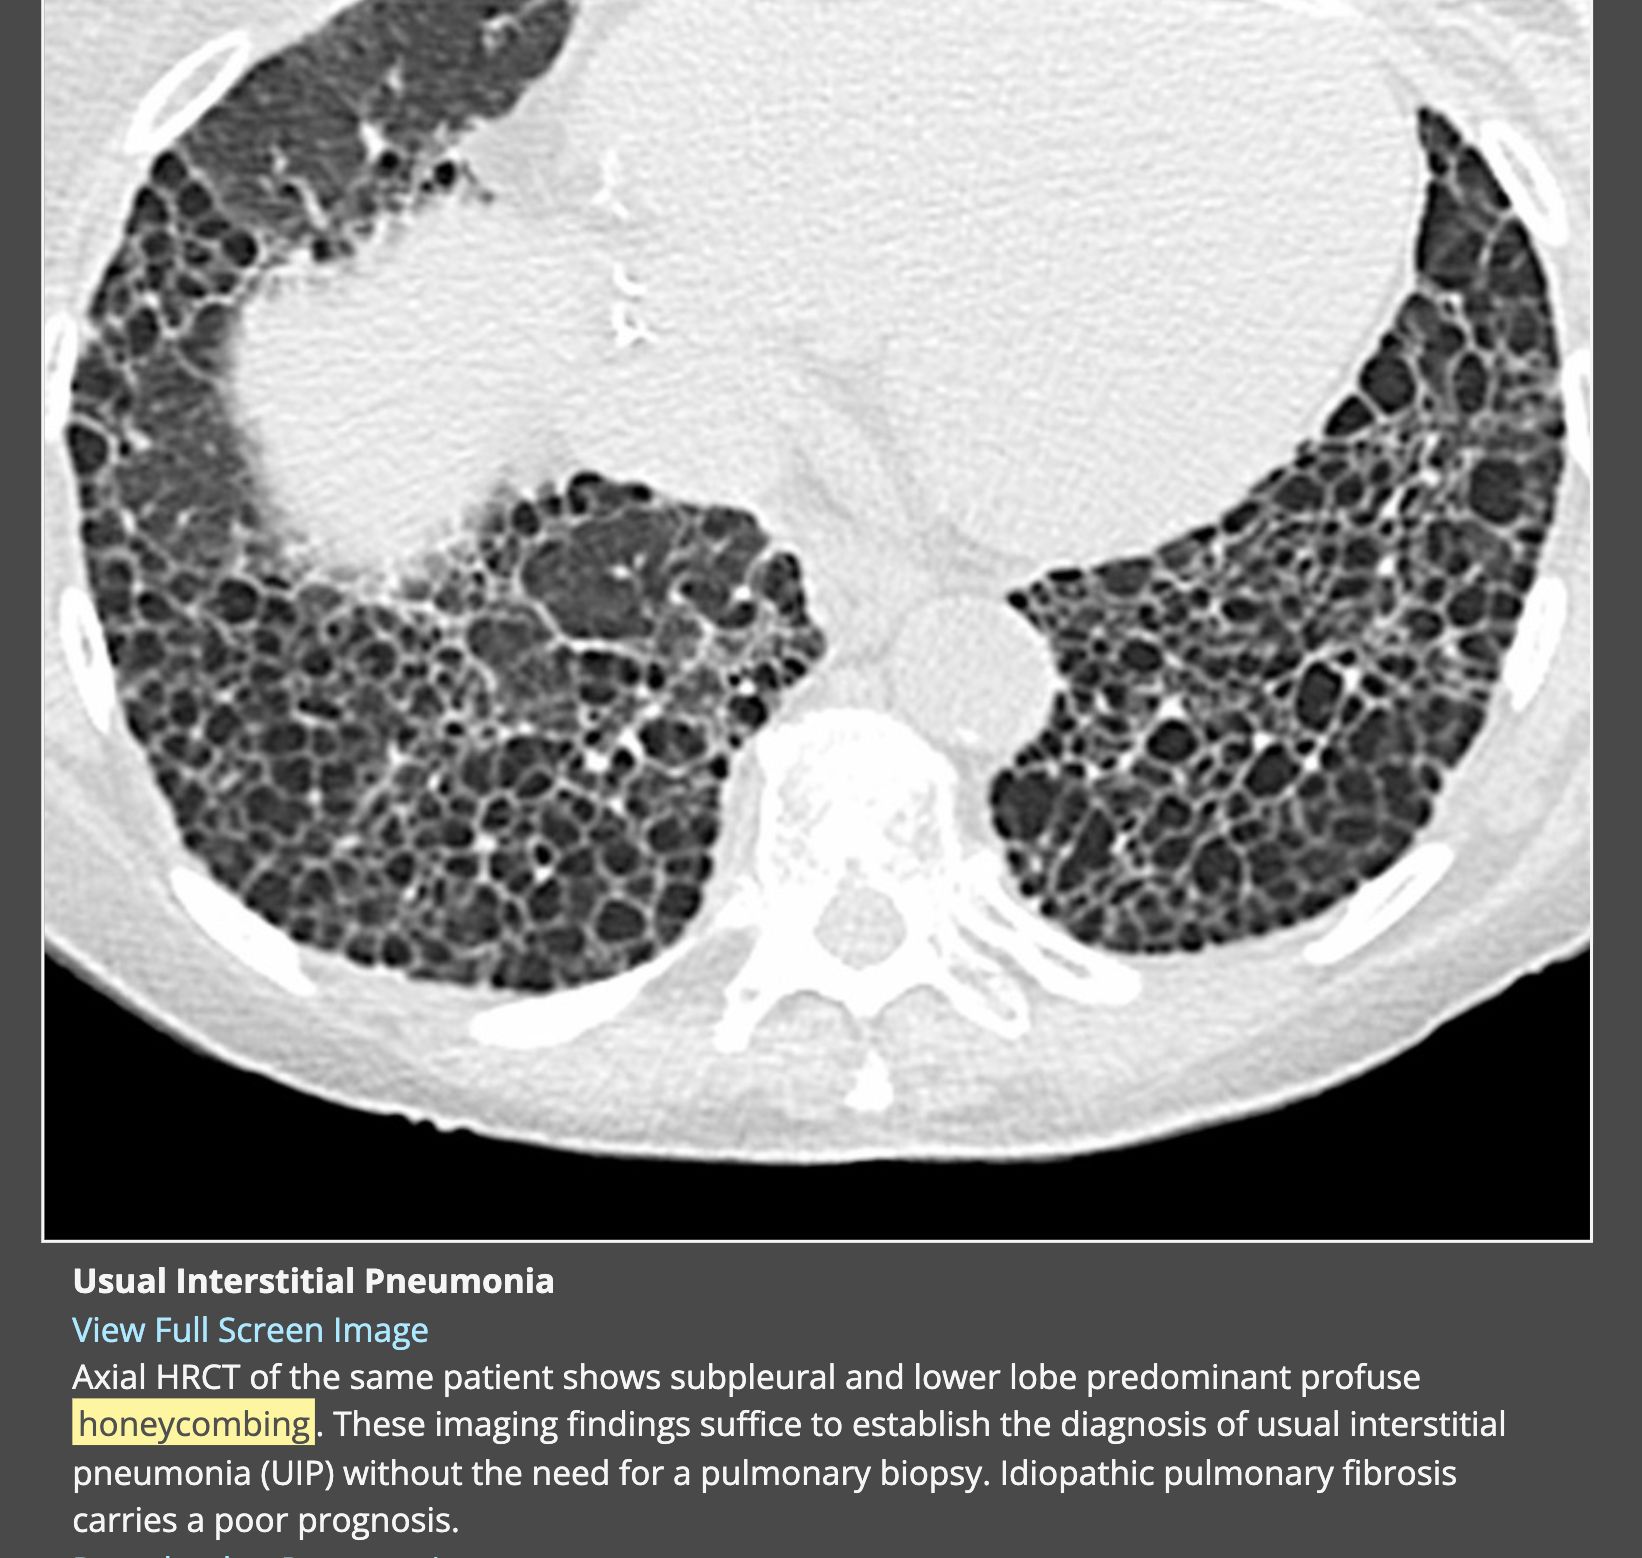 Usual Interstitial Pneumonia
View Full Screen Image
Axial HRCT of the same patient shows subpleural and lower lobe predominant profuse
honeycombing. These imaging findings suffice to establish the diagnosis of usual interstitial
pneumonia (UIP) without the need for a pulmonary biopsy. Idiopathic pulmonary fibrosis
carries a poor prognosis.